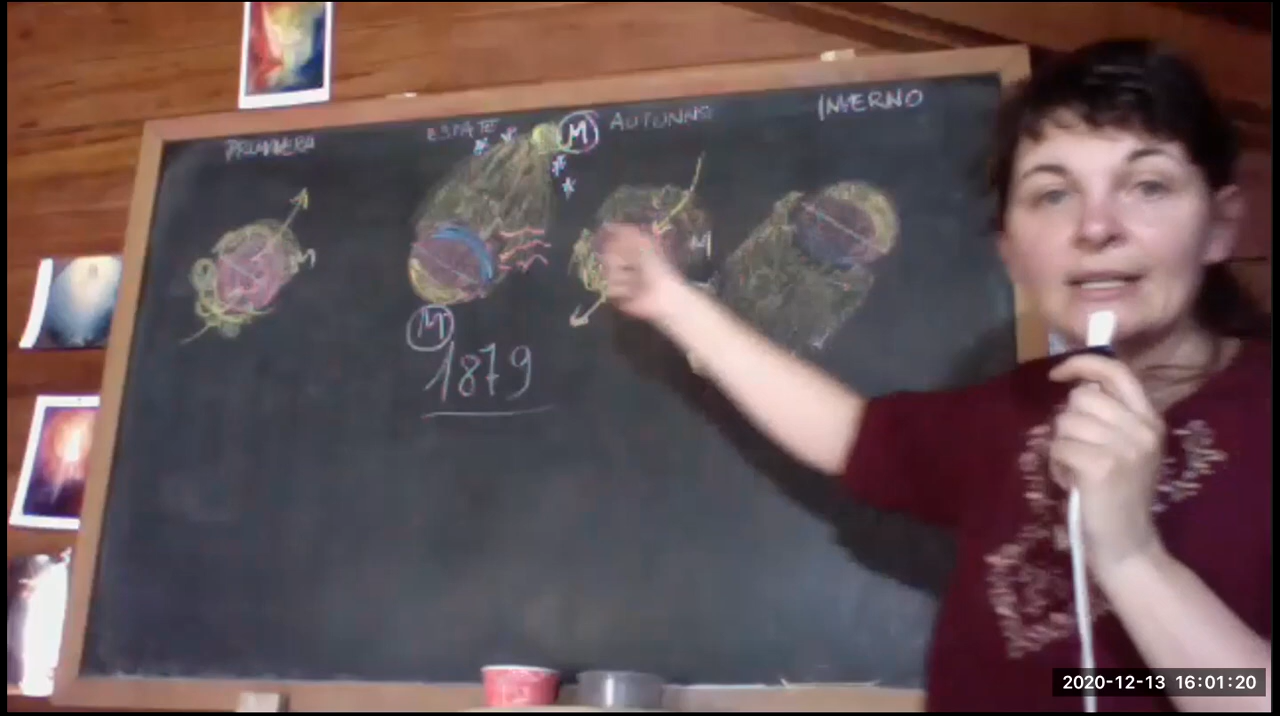 PRIMAVERA
ESTATE
M
AUTUNNO
INVERNO
M
M
M
1879
2020-12-13 16:01:20